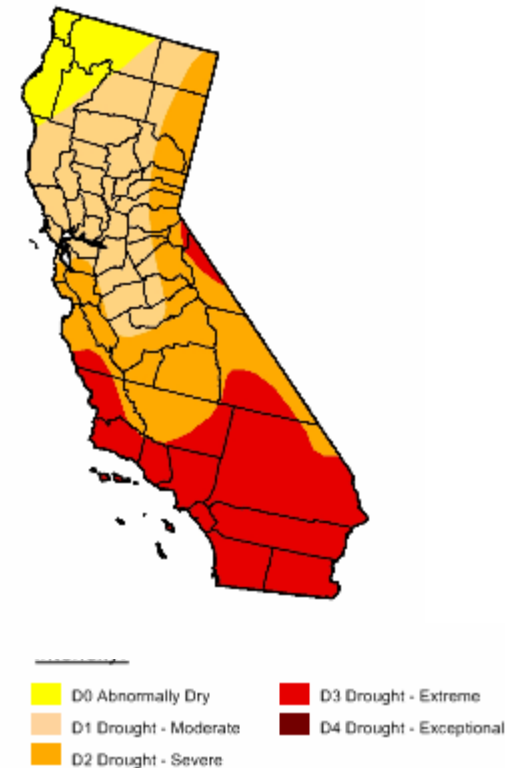 D0 Abnormally Dry
D1 Drought - Moderate
D2 Drought - Severe
D3 Drought - Extreme
D4 Drought - Exceptional